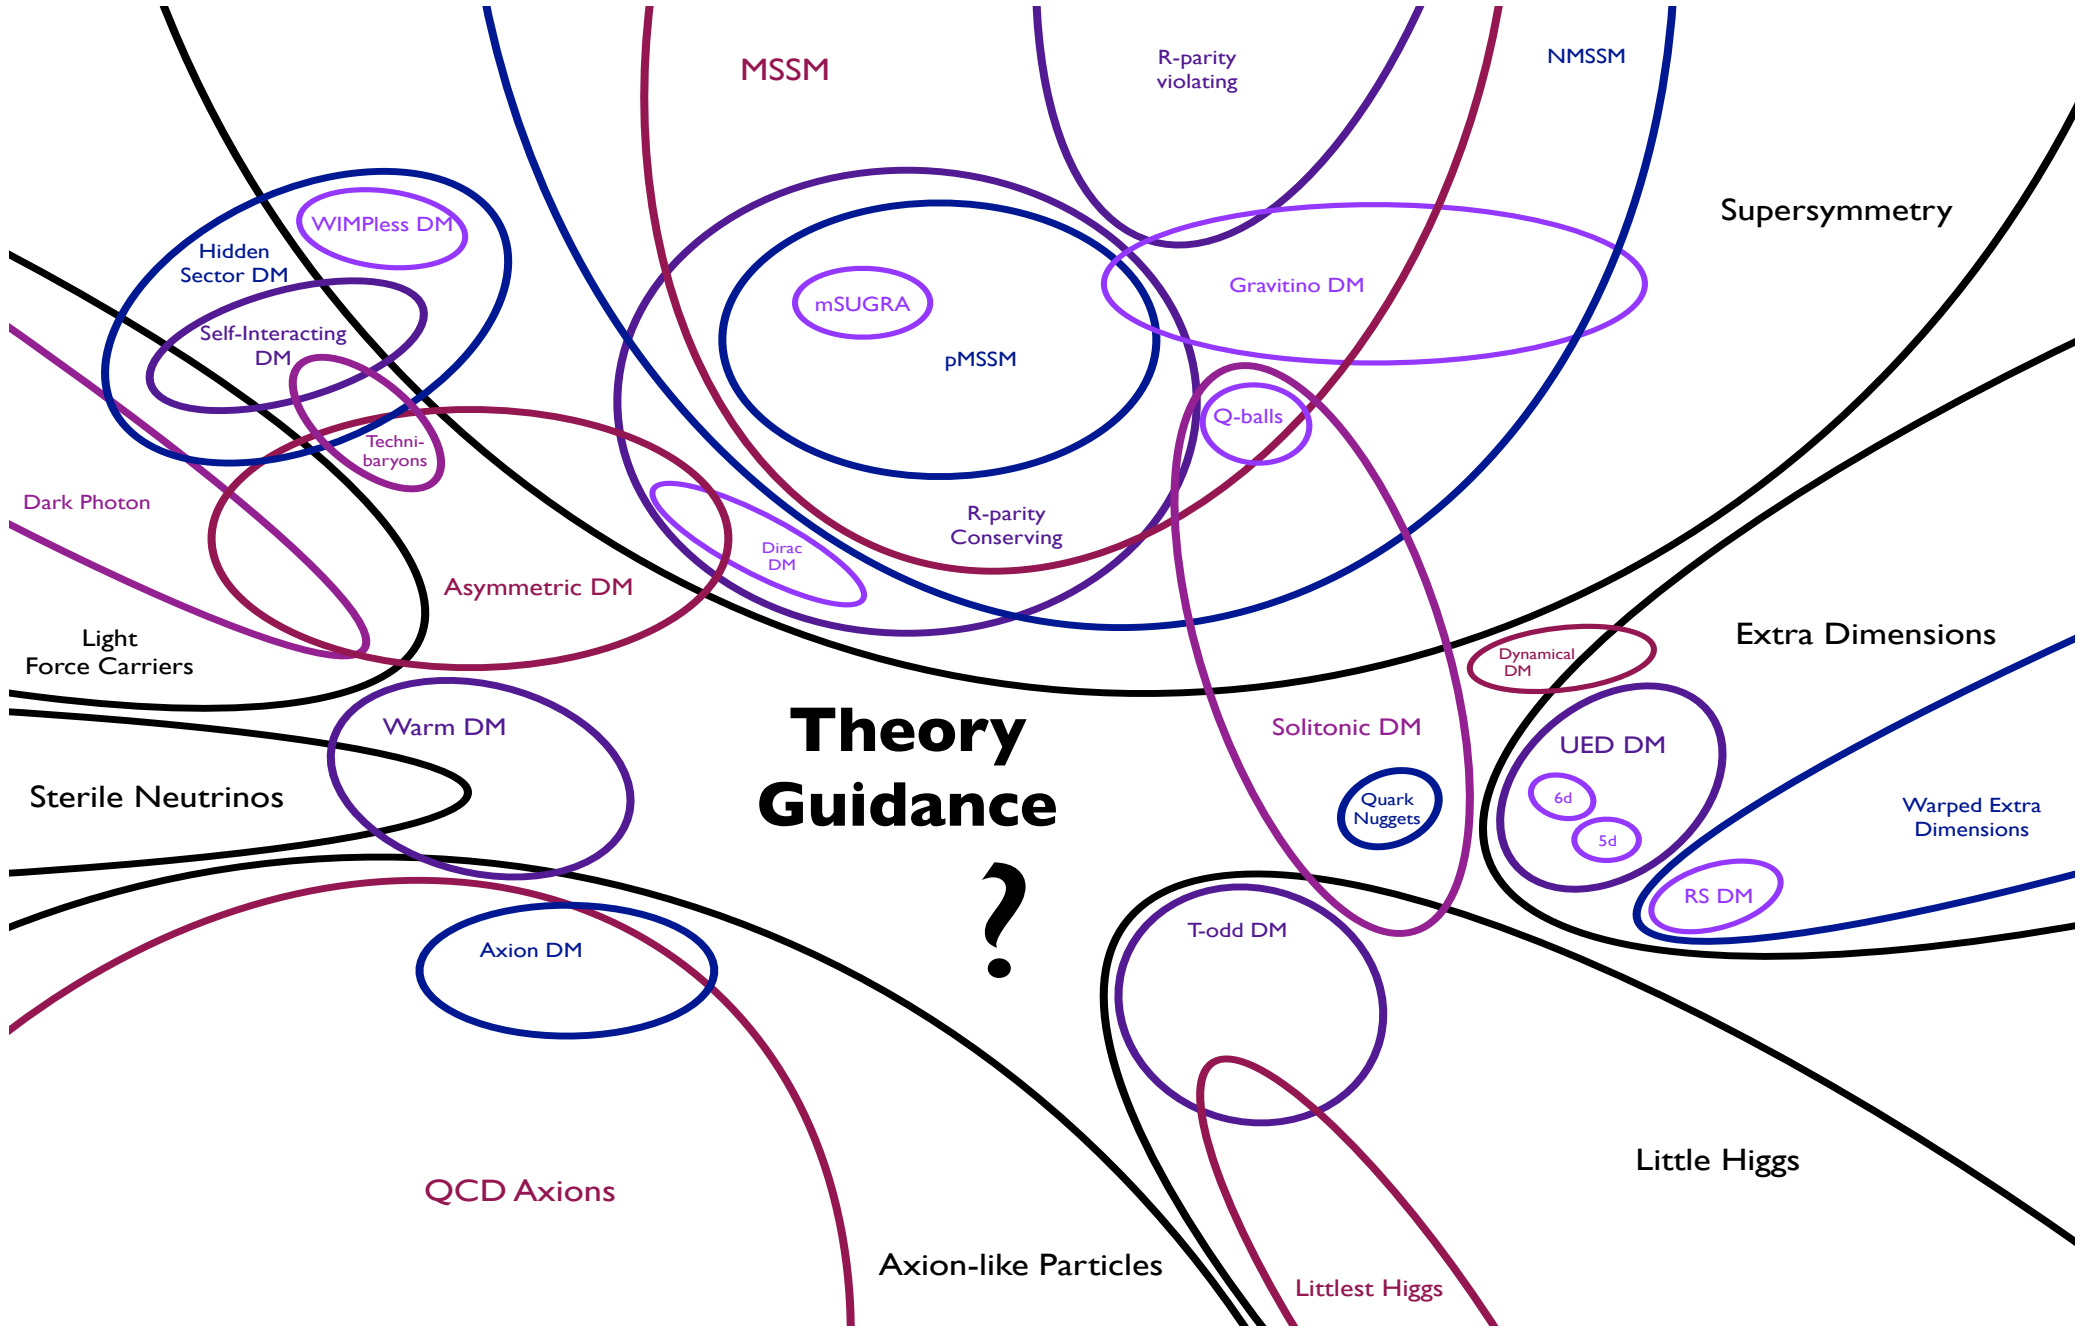 MSSM
R-parity
violating
NMSSM
Supersymmetry
WIMPless DM
Hidden
Sector DM
Self-Interacting
DM
Gravitino DM
mSUGRA
pMSSM
Q-balls
Techni-
baryons
Dark Photon
R-parity
Conserving
Dirac
DM
Asymmetric DM
Light
Force Carriers
Extra Dimensions
Dynamical
DM
Warm DM
Theory
Guidance
?
Solitonic DM
UED DM
Sterile Neutrinos
Quark
Nuggets
6d
5d
Warped Extra
Dimensions
RS DM
T-odd DM
Axion DM
Little Higgs
QCD Axions
Axion-like Particles
Littlest Higgs